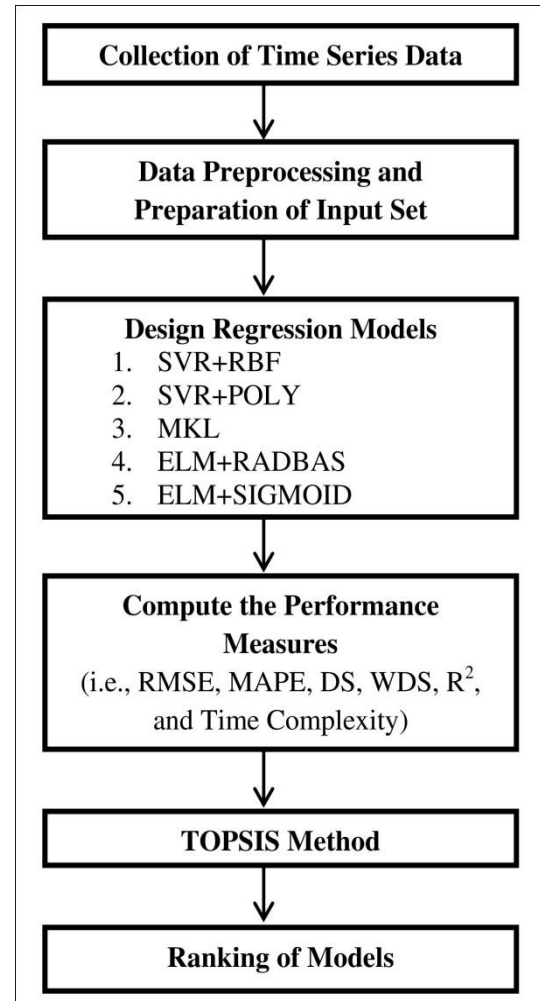 Collection of Time Series Data
Data Preprocessing and
Preparation of Input Set
Design Regression Models
1. SVR+RBF
2. SVR+POLY
3. MKL
4. ELM+RADBAS
5. ELM+SIGMOID
Compute the Performance
Measures
(i.e., RMSE, MAPE, DS, WDS, R²,
and Time Complexity)
TOPSIS Method
Ranking of Models